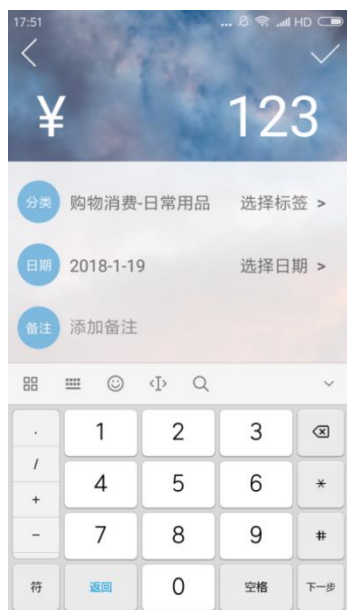 17:51 ... HD
¥ 123
分类 购物消费-日常用品 选择标签 >
日期 2018-1-19 选择日期 >
备注 添加备注
. 1 2 3
/ 4 5 6 *
+
- 7 8 9 #
符 返回 0 空格 下一步